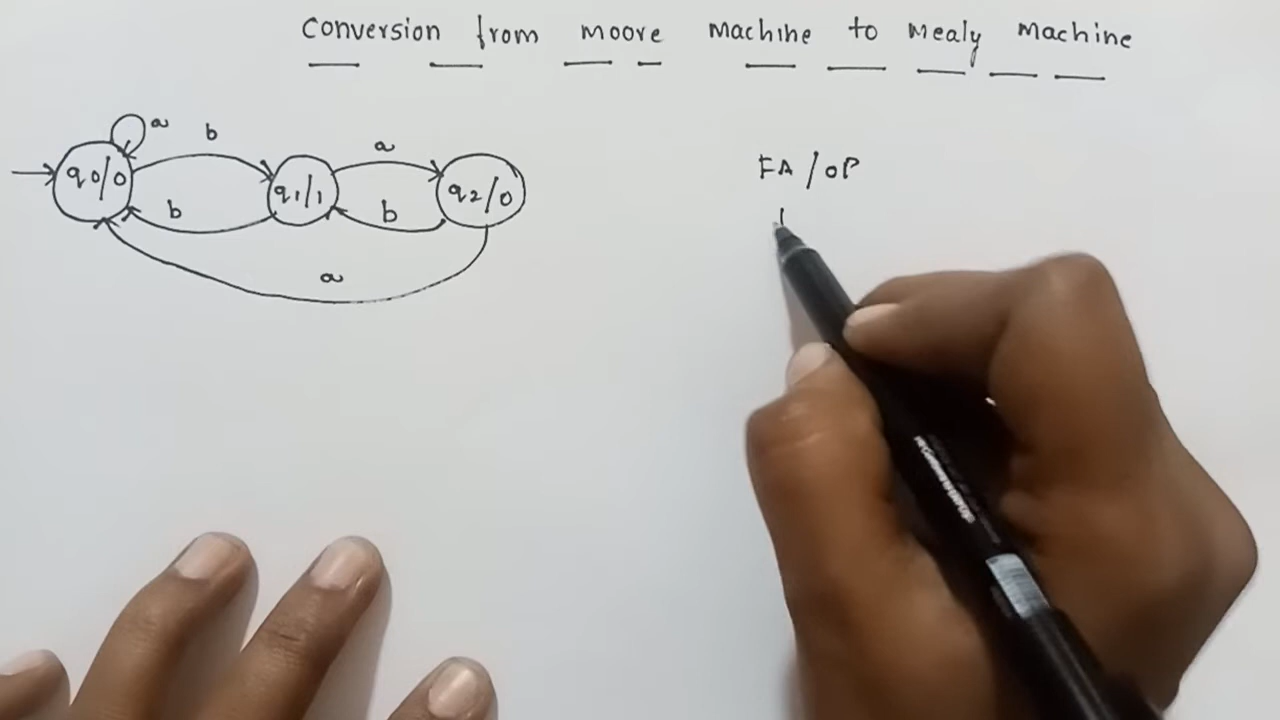 Conversion from moore machine to mealy machine
a
b
a
q0/0
q1/1
q2/0
b
b
a
FA/OP